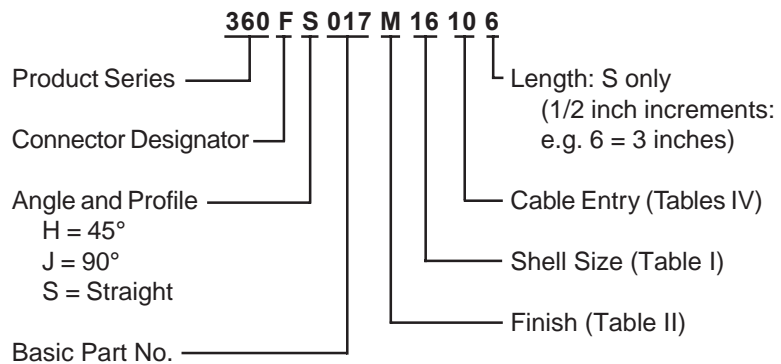 360 F S 017 M 16 10 6
Product Series
Connector Designator
Angle and Profile
H = 45°
J = 90°
S = Straight
Basic Part No.
Length: S only
(1/2 inch increments:
e.g. 6 = 3 inches)
Cable Entry (Tables IV)
Shell Size (Table I)
Finish (Table II)